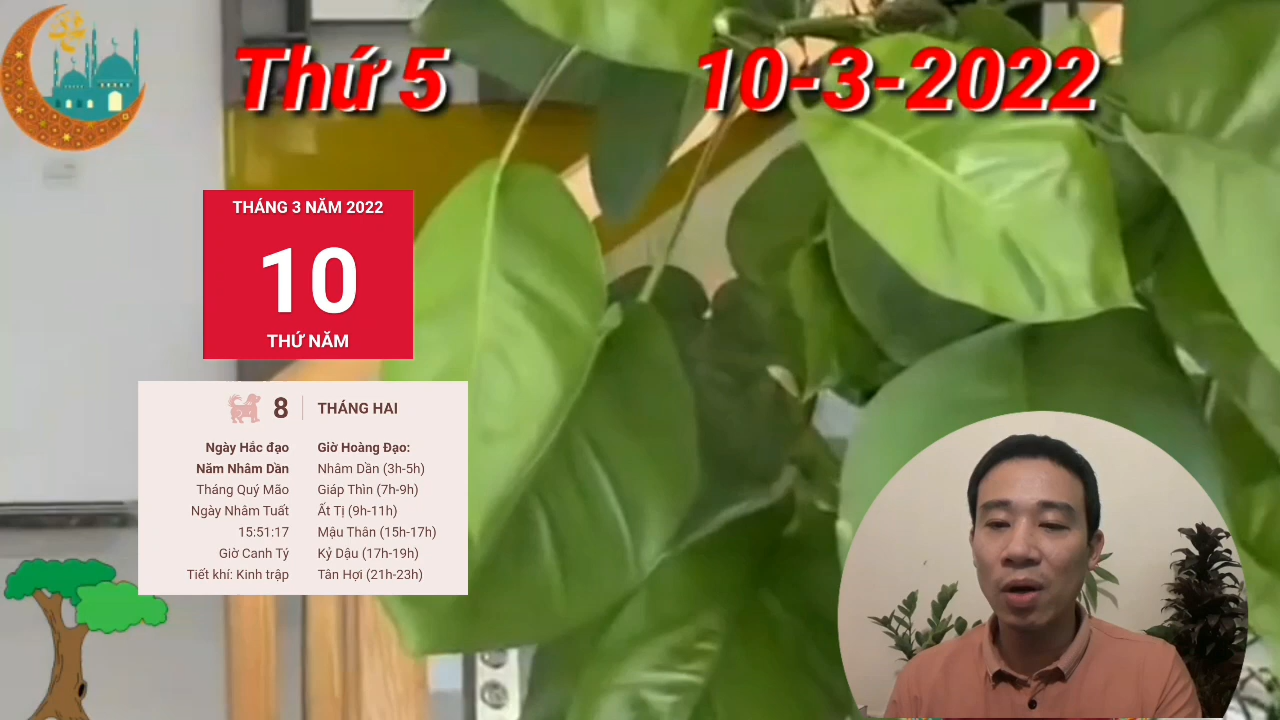 Thứ 5
10-3-2022
THÁNG 3 NĂM 2022
10
THỨ NĂM
8
THÁNG HAI
Ngày Hắc đạo
Năm Nhâm Dần
Tháng Quý Mão
Ngày Nhâm Tuất
15:51:17
Giờ Canh Tý
Tiết khí: Kinh trập
Giờ Hoàng Đạo:
Nhâm Dần (3h-5h)
Giáp Thìn (7h-9h)
Ất Tị (9h-11h)
Mậu Thân (15h-17h)
Kỷ Dậu (17h-19h)
Tân Hợi (21h-23h)